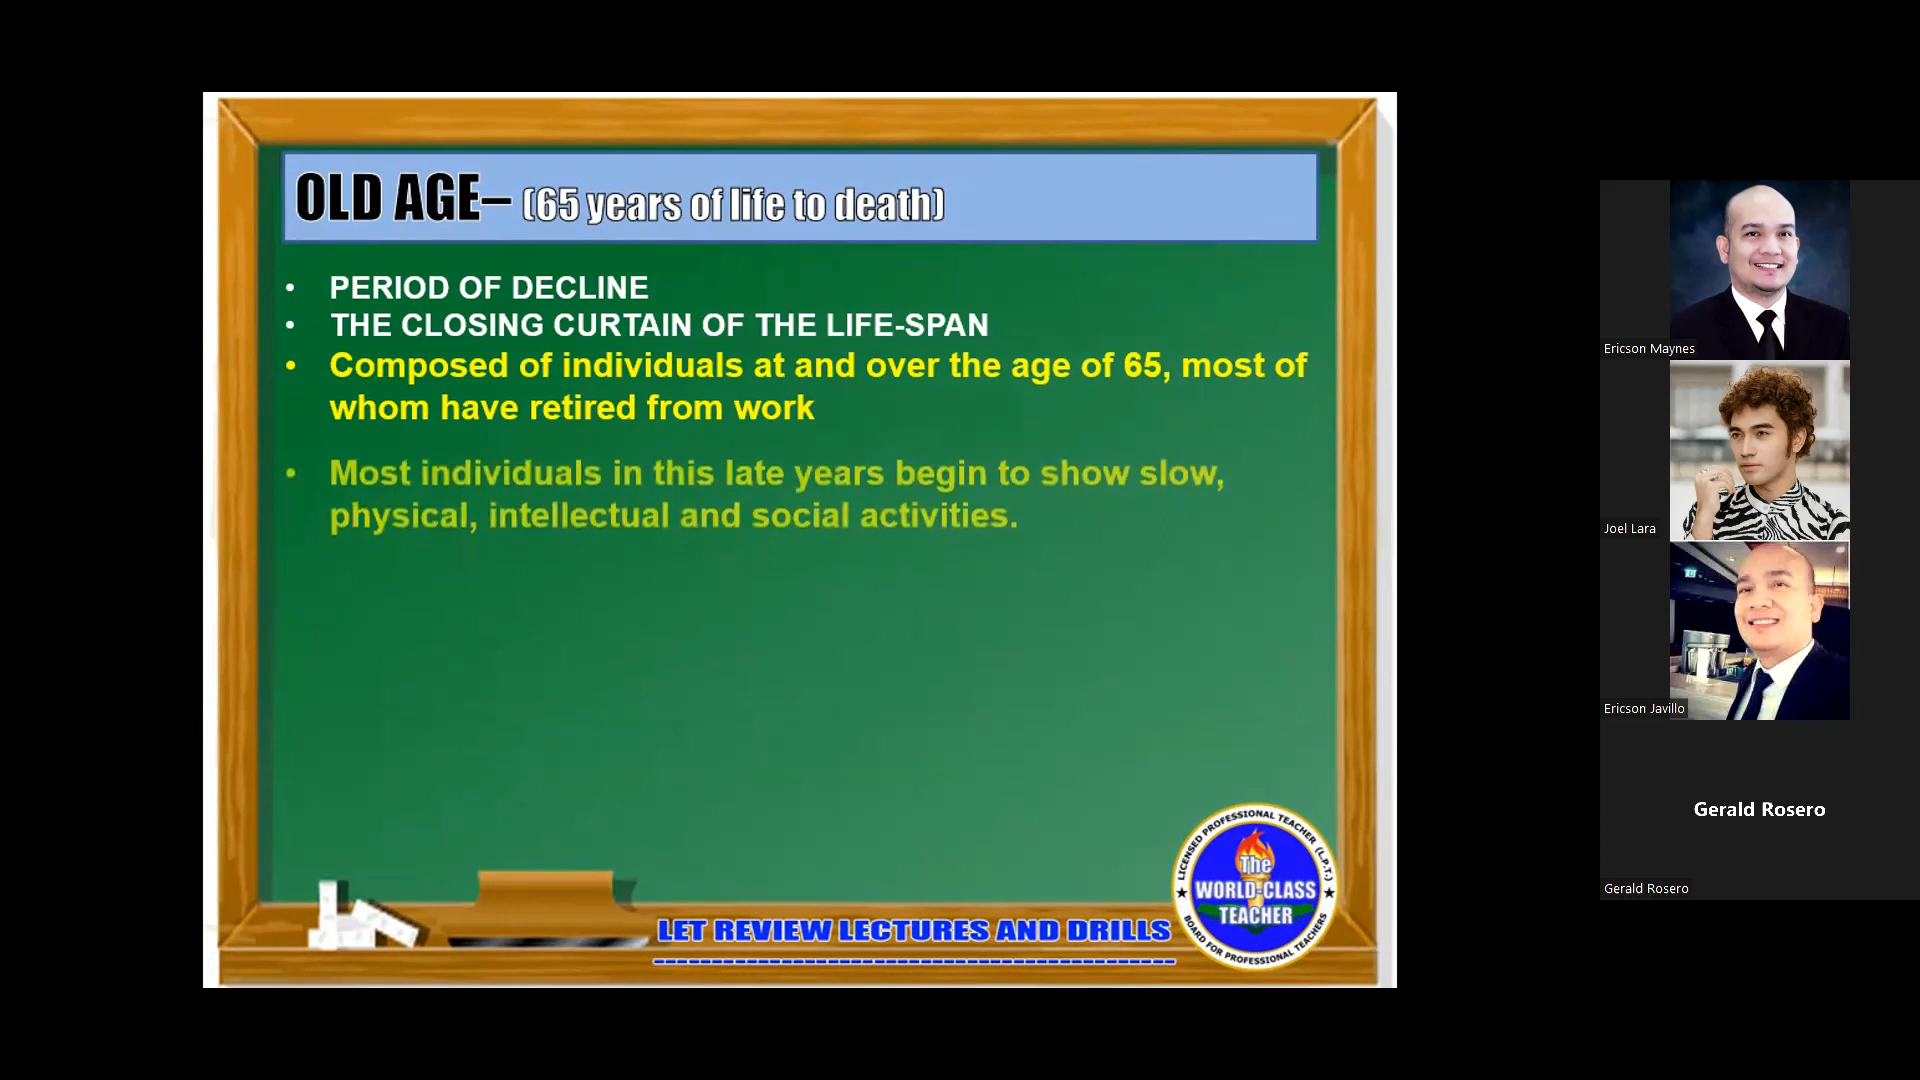 OLD AGE– (65 years of life to death)
• PERIOD OF DECLINE
• THE CLOSING CURTAIN OF THE LIFE-SPAN
• Composed of individuals at and over the age of 65, most of
whom have retired from work
• Most individuals in this late years begin to show slow,
physical, intellectual and social activities.
LET REVIEW LECTURES AND DRILLS
LICENSED PROFESSIONAL TEACHER (L.P.T.)
The
WORLD-CLASS
TEACHER
BOARD FOR PROFESSIONAL TEACHERS
Ericson Maynes
Joel Lara
Ericson Javillo
Gerald Rosero
Gerald Rosero